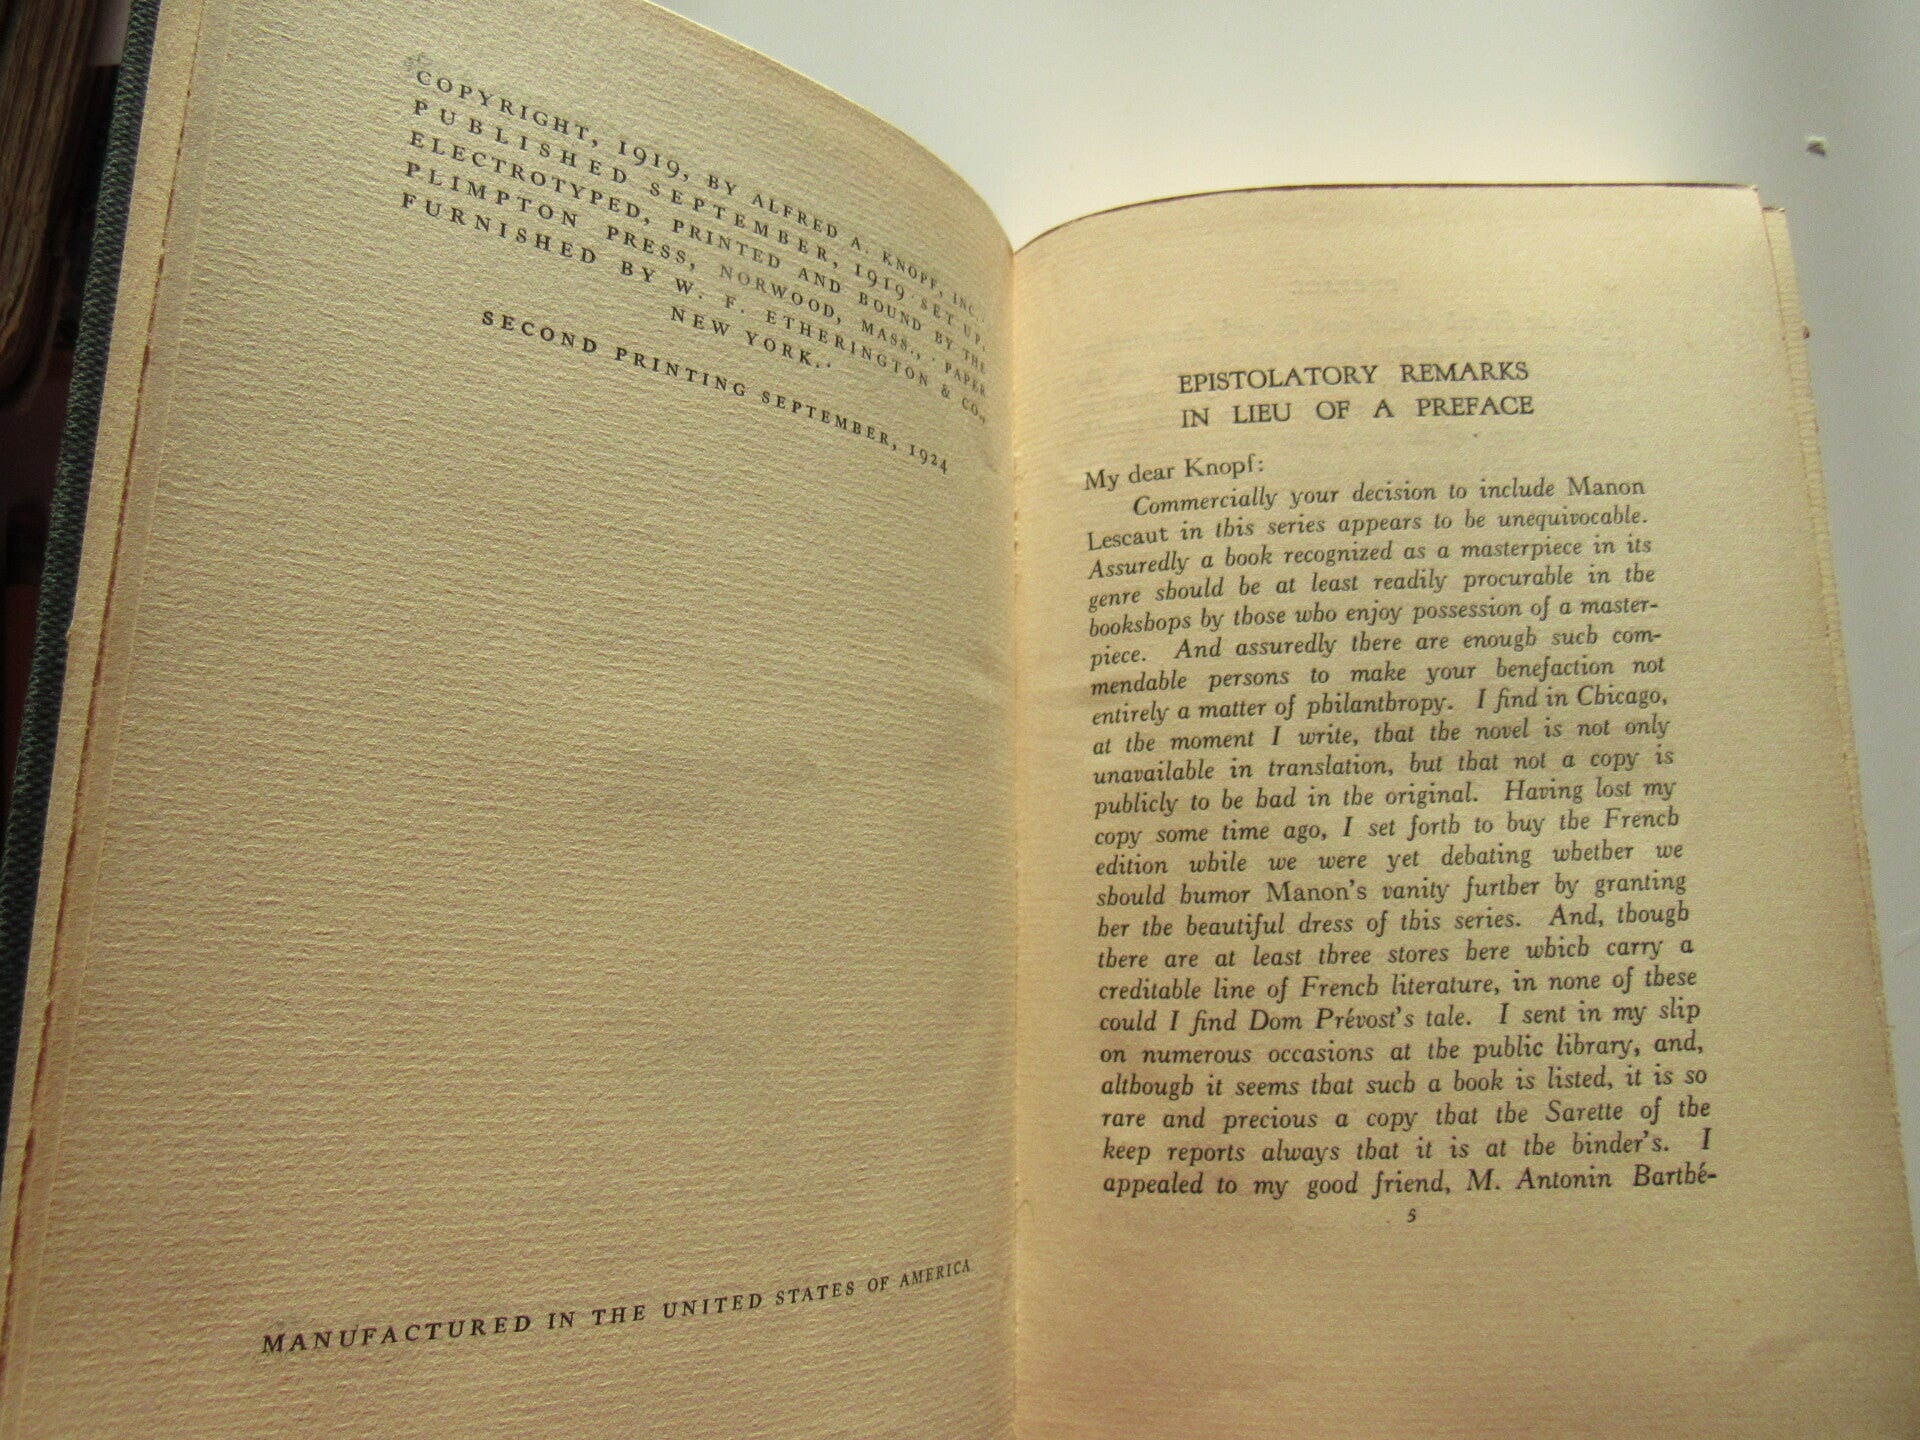 COPYRIGHT, 1919, BY ALFRED A. KNOPF, INC.·
PUBLISHED SEPTEMBER, 1919· SET UP,
ELECTROTYPED, PRINTED AND BOUND BY THE
PLIMPTON PRESS, NORWOOD, MASS.,· PAPER
FURNISHED BY W. F. ETHERINGTON & CO.,
NEW YORK.·
SECOND PRINTING SEPTEMBER, 1924
MANUFACTURED IN THE UNITED STATES OF AMERICA
EPISTOLATORY REMARKS
IN LIEU OF A PREFACE
My dear Knopf:
Commercially your decision to include Manon
Lescaut in this series appears to be unequivocable.
Assuredly a book recognized as a masterpiece in its
genre should be at least readily procurable in the
bookshops by those who enjoy possession of a master-
piece. And assuredly there are enough such com-
mendable persons to make your benefaction not
entirely a matter of philanthropy. I find in Chicago,
at the moment I write, that the novel is not only
unavailable in translation, but that not a copy is
publicly to be had in the original. Having lost my
copy some time ago, I set forth to buy the French
edition while we were yet debating whether we
should humor Manon's vanity further by granting
her the beautiful dress of this series. And, though
there are at least three stores here which carry a
creditable line of French literature, in none of these
could I find Dom Prévost's tale. I sent in my slip
on numerous occasions at the public library, and,
although it seems that such a book is listed, it is so
rare and precious a copy that the Sarette of the
keep reports always that it is at the binder's. I
appealed to my good friend, M. Antonin Barthé-
5